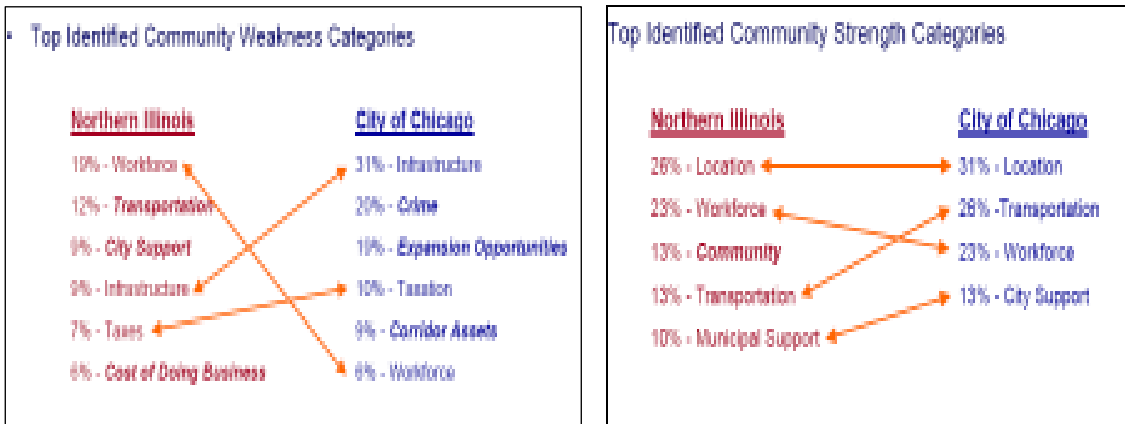 • Top Identified Community Weakness Categories
Northern Illinois
19% - Workforce
12% - Transportation
9% - City Support
9% - Infrastructure
7% - Taxes
6% - Cost of Doing Business
City of Chicago
31% - Infrastructure
20% - Crime
19% - Expansion Opportunities
10% - Taxation
9% - Corridor Assets
6% - Workforce
Top Identified Community Strength Categories
Northern Illinois
26% - Location
23% - Workforce
13% - Community
13% - Transportation
10% - Municipal Support
City of Chicago
31% - Location
26% -Transportation
23% - Workforce
13% - City Support